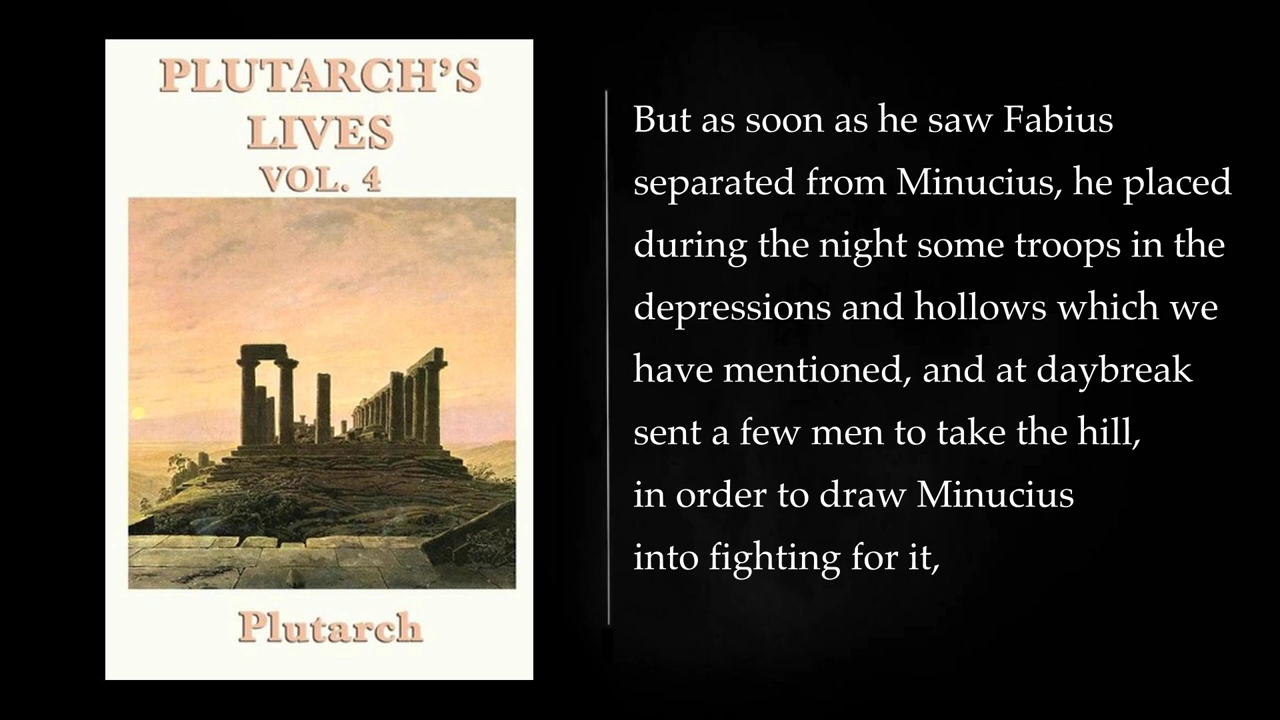 PLUTARCH'S
LIVES
VOL. 4
Plutarch
But as soon as he saw Fabius
separated from Minucius, he placed
during the night some troops in the
depressions and hollows which we
have mentioned, and at daybreak
sent a few men to take the hill,
in order to draw Minucius
into fighting for it,